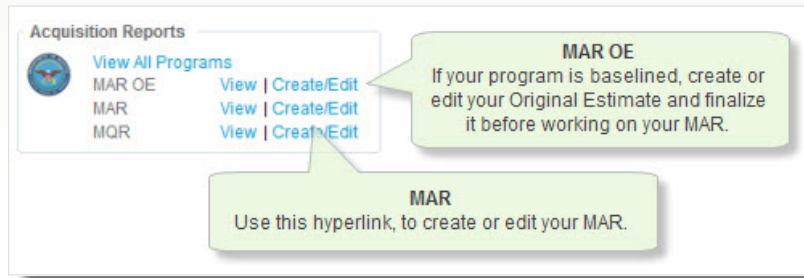 Acquisition Reports
View All Programs
MAR OE View | Create/Edit
MAR View | Create/Edit
MQR View | Create/Edit
MAR OE
If your program is baselined, create or
edit your Original Estimate and finalize
it before working on your MAR.
MAR
Use this hyperlink, to create or edit your MAR.